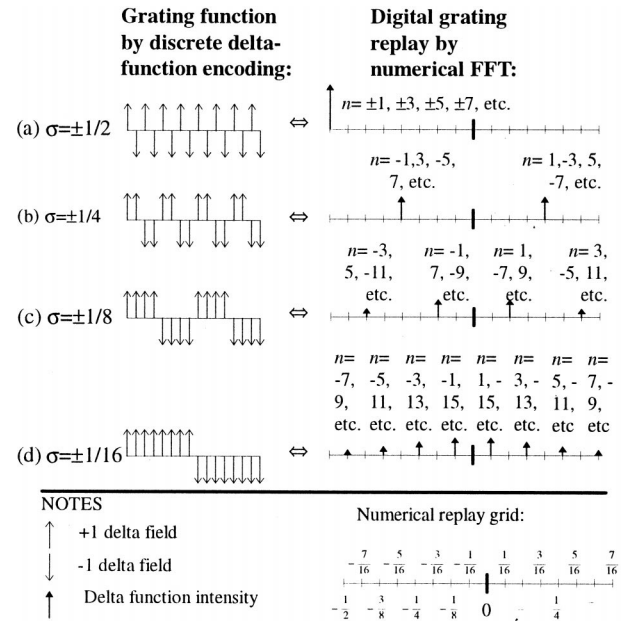 Grating function
by discrete delta-
function encoding:
Digital grating
replay by
numerical FFT:
(a) σ=±1/2
⇔
n= ±1, ±3, ±5, ±7, etc.
(b) σ=±1/4
⇔
n= -1,3, -5,
7, etc.
n= 1,-3, 5,
-7, etc.
(c) σ=±1/8
⇔
n= -3,
5, -11,
etc.
n= -1,
7, -9,
etc.
n= 1,
-7, 9,
etc.
n= 3,
-5, 11,
etc.
(d) σ=±1/16
⇔
n=
-7,
9,
etc.
n=
-5,
11,
etc.
n=
-3,
13,
etc.
n=
-1,
15,
etc.
n=
1, -
15,
etc.
n=
3, -
13,
etc.
n=
5, -
11,
etc
n=
7, -
9,
etc
NOTES
+1 delta field
-1 delta field
Delta function intensity
Numerical replay grid:
-7/16 -5/16 -3/16 -1/16 1/16 3/16 5/16 7/16
-1/2 -3/8 -1/4 -1/8 0 1/4